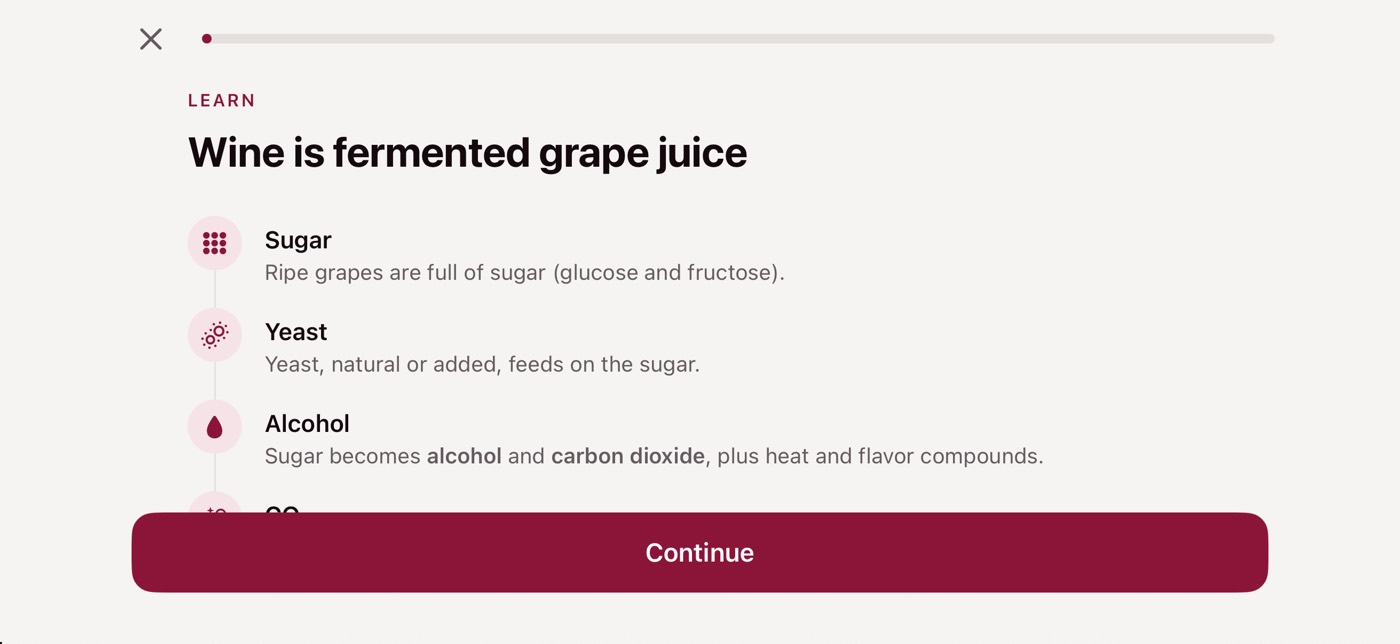 LEARN
Wine is fermented grape juice
Sugar
Ripe grapes are full of sugar (glucose and fructose).
Yeast
Yeast, natural or added, feeds on the sugar.
Alcohol
Sugar becomes alcohol and carbon dioxide, plus heat and flavor compounds.
Continue